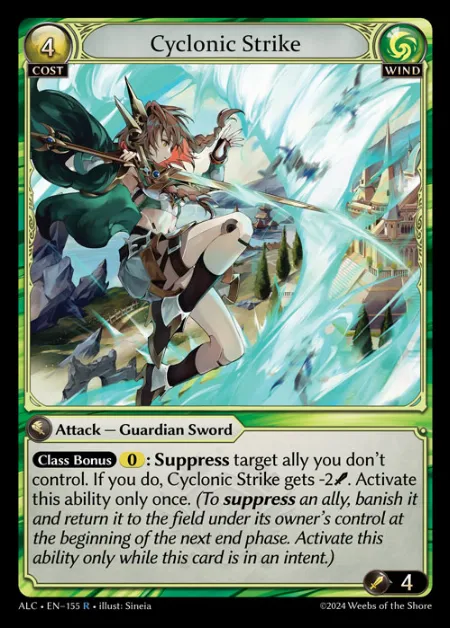 4 Cyclonic Strike
COST WIND
Attack — Guardian Sword
Class Bonus 0 : Suppress target ally you don't
control. If you do, Cyclonic Strike gets -2. Activate
this ability only once. (To suppress an ally, banish it
and return it to the field under its owner's control at
the beginning of the next end phase. Activate this
ability only while this card is in an intent.)
4
ALC • EN-155 R • illust: Sineia ©2024 Weebs of the Shore